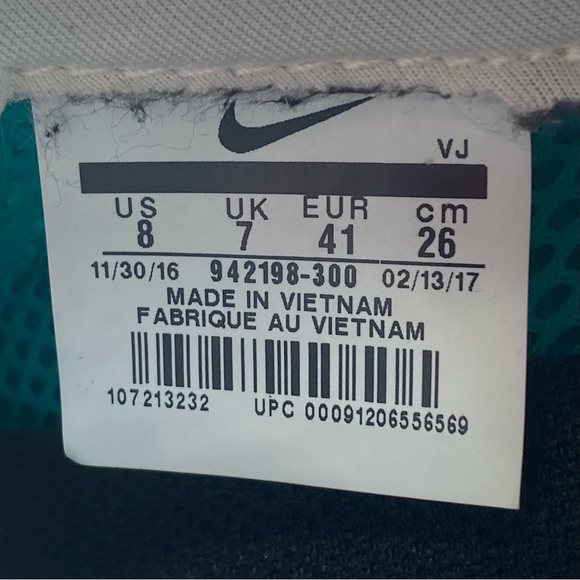 VJ
US UK EUR cm
8 7 41 26
11/30/16 942198-300 02/13/17
MADE IN VIETNAM
FABRIQUE AU VIETNAM
107213232 UPC 00091206556569